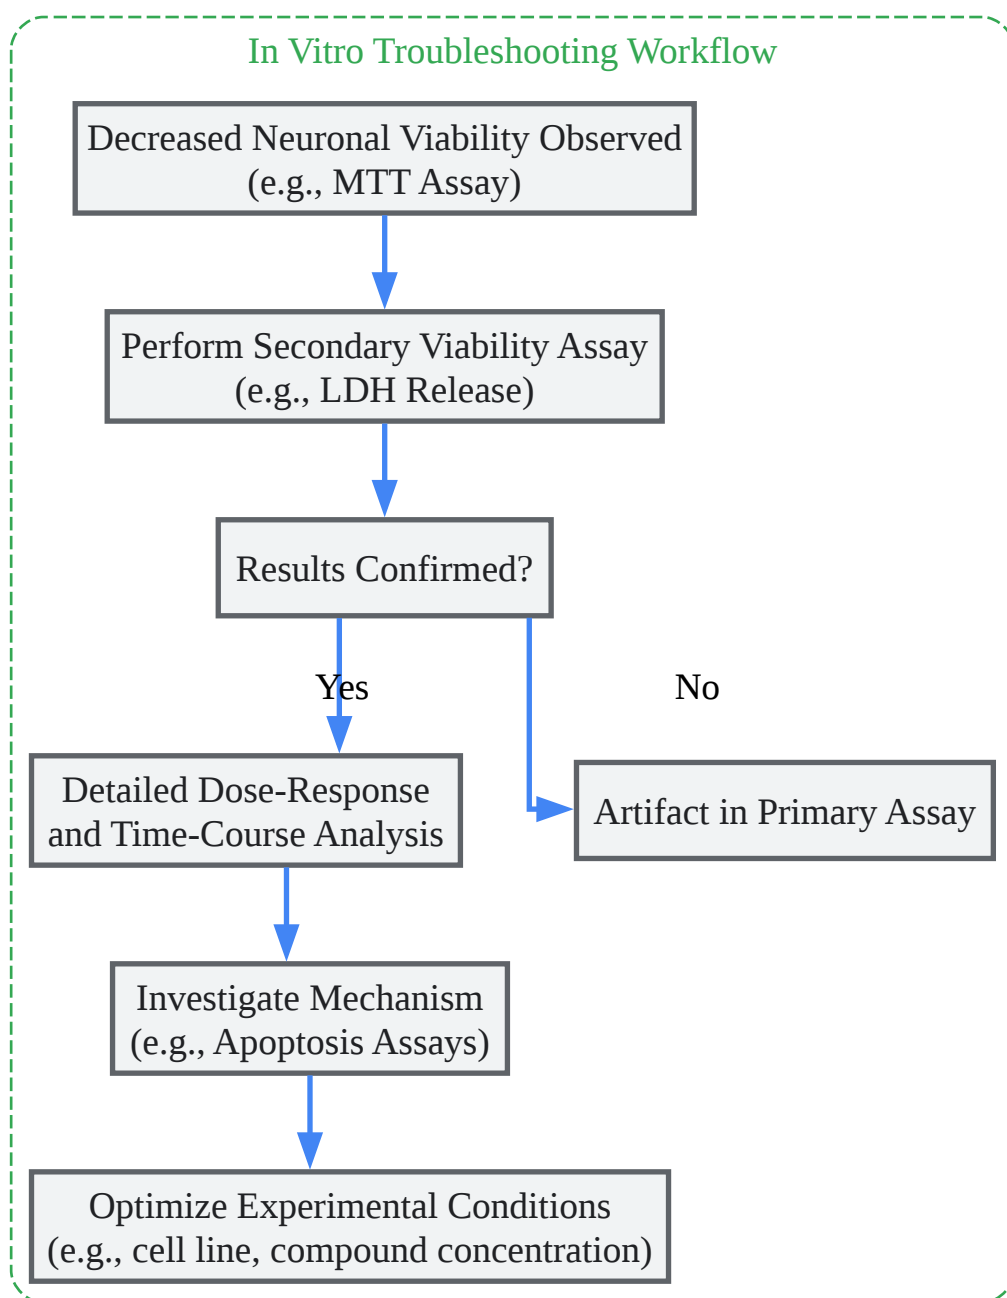 In Vitro Troubleshooting Workflow
Decreased Neuronal Viability Observed
(e.g., MTT Assay)
Perform Secondary Viability Assay
(e.g., LDH Release)
Results Confirmed?
Yes
No
Detailed Dose-Response
and Time-Course Analysis
Artifact in Primary Assay
Investigate Mechanism
(e.g., Apoptosis Assays)
Optimize Experimental Conditions
(e.g., cell line, compound concentration)